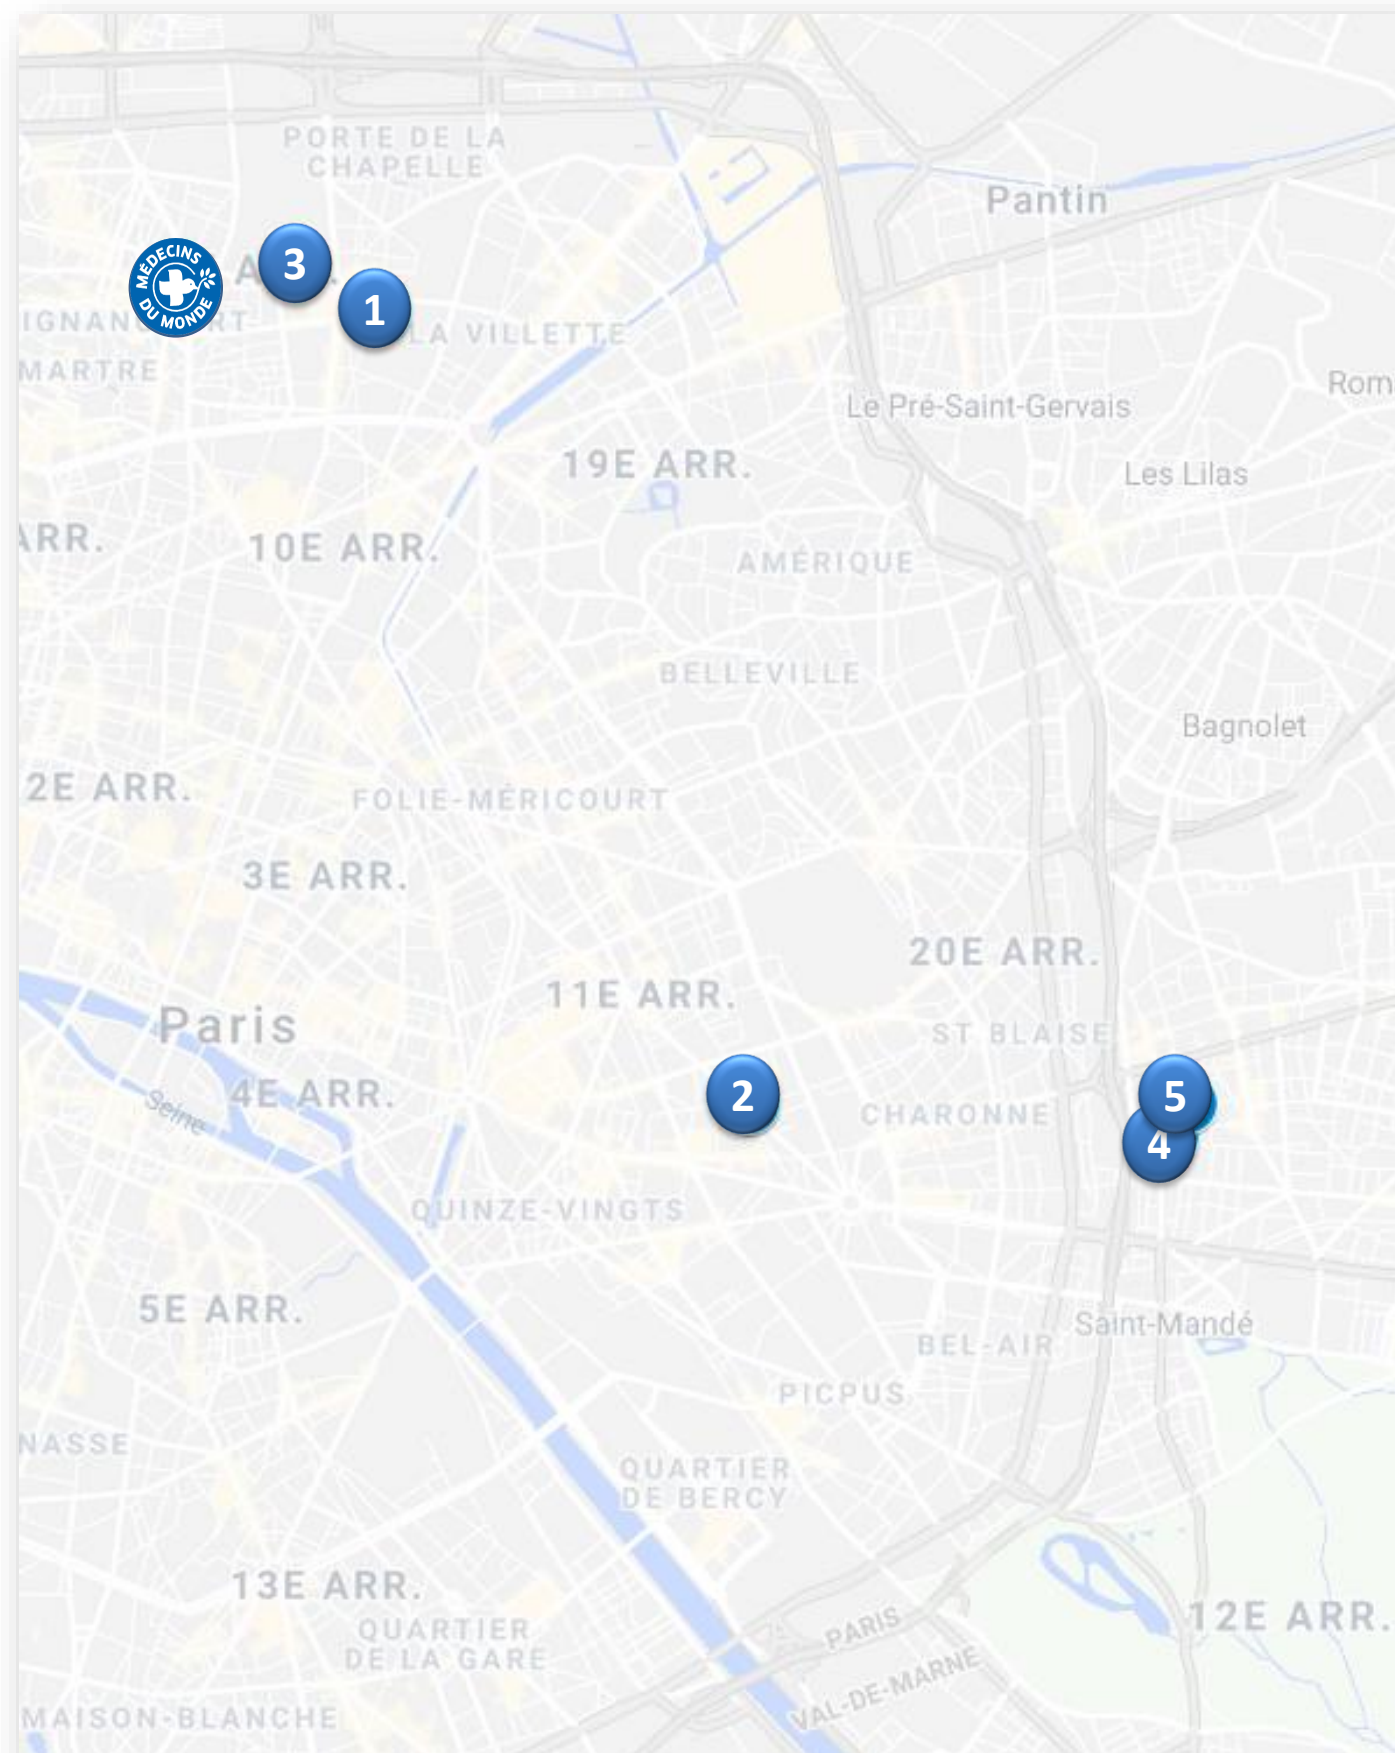 PORTE DE LA
CHAPELLE
Pantin
MÉDECINS
DU MONDE
A
3
1
IGNAN
RT
LA VILLETTE
MARTRE
Rom
Le Pré-Saint-Gervais
19E ARR.
Les Lilas
ARR.
10E ARR.
AMÉRIQUE
BELLEVILLE
Bagnolet
2E ARR.
FOLIE-MÉRICOURT
3E ARR.
20E ARR.
11E ARR.
Paris
ST BLAISE
4E ARR.
Seine
2
5
CHARONNE
4
QUINZE-VINGTS
5E ARR.
Saint-Mandé
BEL-AIR
PICPUS
NASSE
QUARTIER
DE BERCY
13E ARR.
12E ARR.
QUARTIER
DE LA GARE
PARIS
VAL-DE-MARNE
MAISON-BLANCHE